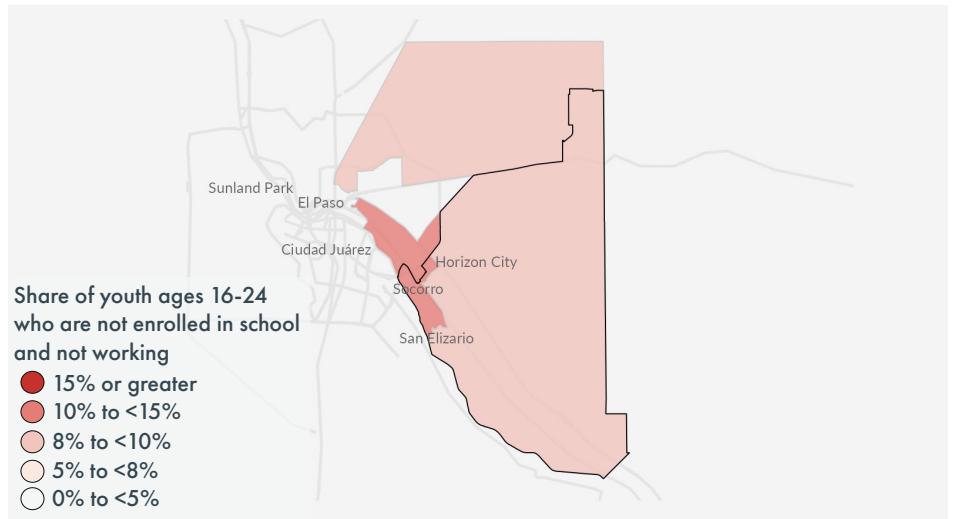 Sunland Park
El Paso
Ciudad Juárez
Horizon City
Socorro
San Elizario
Share of youth ages 16-24
who are not enrolled in school
and not working
15% or greater
10% to <15%
8% to <10%
5% to <8%
0% to <5%